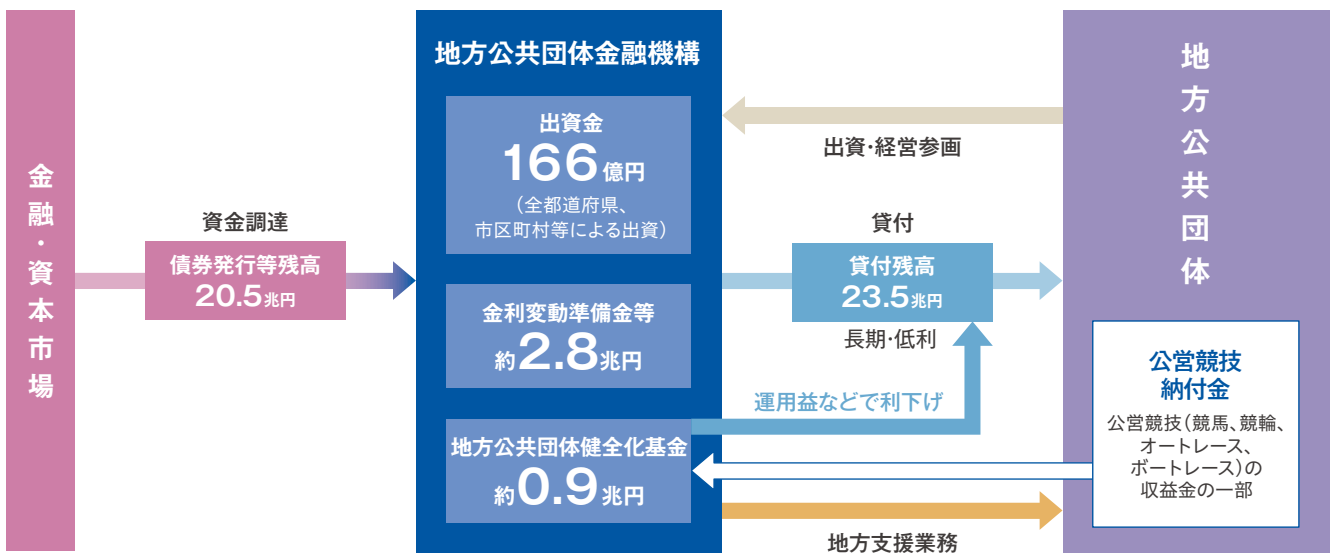 金融・資本市場
資金調達
債券発行等残高
20.5兆円
地方公共団体金融機構
出資金
166億円
(全都道府県、
市区町村等による出資)
金利変動準備金等
約2.8兆円
地方公共団体健全化基金
約0.9兆円
出資・経営参画
貸付
貸付残高
23.5兆円
長期・低利
運用益などで利下げ
地方支援業務
地方公共団体
公営競技
納付金
公営競技(競馬、競輪、
オートレース、
ボートレース)の
収益金の一部